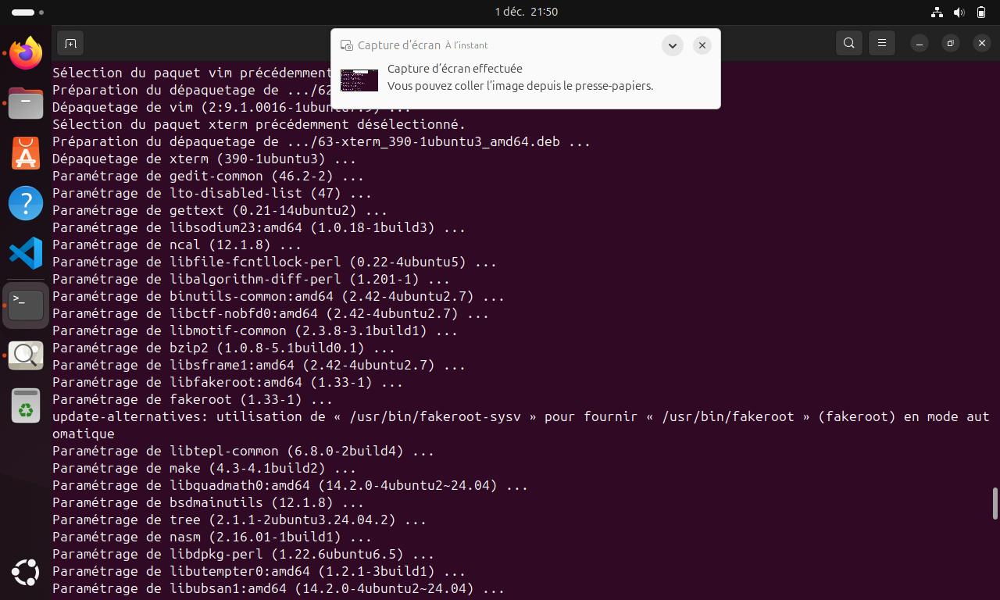 1 déc. 21:50
Capture d'écran À l'instant
Capture d'écran effectuée
Vous pouvez coller l'image depuis le presse-papiers.
Sélection du paquet vim précédemment
Préparation du dépaquetage de .../62
Dépaquetage de vim (2:9.1.0016-1ubuntu7.9) ...
Sélection du paquet xterm précédemment désélectionné.
Préparation du dépaquetage de .../63-xterm_390-1ubuntu3_amd64.deb ...
Dépaquetage de xterm (390-1ubuntu3) ...
Paramétrage de gedit-common (46.2-2) ...
Paramétrage de lto-disabled-list (47) ...
Paramétrage de gettext (0.21-14ubuntu2) ...
Paramétrage de libsodium23:amd64 (1.0.18-1build3) ...
Paramétrage de ncal (12.1.8) ...
Paramétrage de libfile-fcntllock-perl (0.22-4ubuntu5) ...
Paramétrage de libalgorithm-diff-perl (1.201-1) ...
Paramétrage de binutils-common:amd64 (2.42-4ubuntu2.7) ...
Paramétrage de libctf-nobfd0:amd64 (2.42-4ubuntu2.7) ...
Paramétrage de libmotif-common (2.3.8-3.1build1) ...
Paramétrage de bzip2 (1.0.8-5.1build0.1) ...
Paramétrage de libsframe1:amd64 (2.42-4ubuntu2.7) ...
Paramétrage de libfakeroot:amd64 (1.33-1) ...
Paramétrage de fakeroot (1.33-1) ...
update-alternatives: utilisation de « /usr/bin/fakeroot-sysv » pour fournir « /usr/bin/fakeroot » (fakeroot) en mode aut
omatique
Paramétrage de libtepl-common (6.8.0-2build4) ...
Paramétrage de make (4.3-4.1build2) ...
Paramétrage de libquadmath0:amd64 (14.2.0-4ubuntu2~24.04) ...
Paramétrage de bsdmainutils (12.1.8) ...
Paramétrage de tree (2.1.1-2ubuntu3.24.04.2) ...
Paramétrage de nasm (2.16.01-1build1) ...
Paramétrage de libdpkg-perl (1.22.6ubuntu6.5) ...
Paramétrage de libutempter0:amd64 (1.2.1-3build1) ...
Paramétrage de libubsan1:amd64 (14.2.0-4ubuntu2~24.04) ...